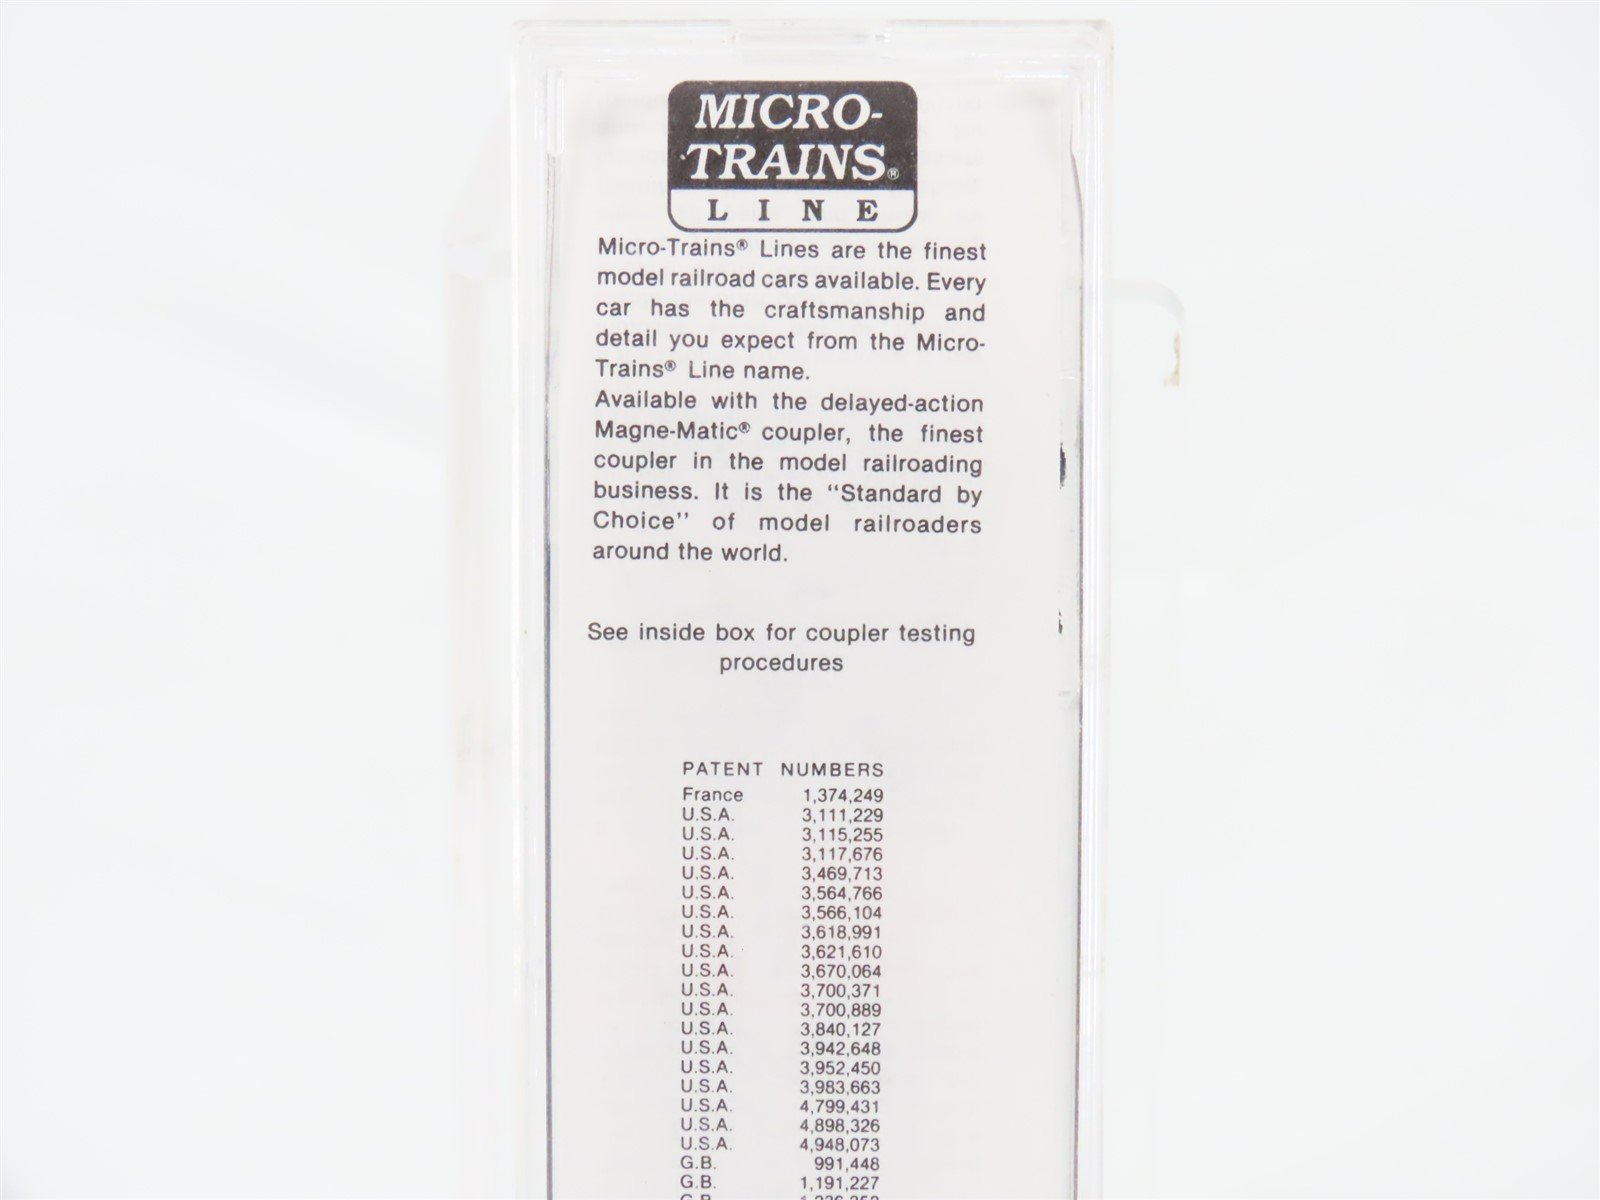 MICRO-
TRAINS®
LINE
Micro-Trains® Lines are the finest
model railroad cars available. Every
car has the craftsmanship and
detail you expect from the Micro-
Trains® Line name.
Available with the delayed-action
Magne-Matic® coupler, the finest
coupler in the model railroading
business. It is the “Standard by
Choice” of model railroaders
around the world.
See inside box for coupler testing
procedures
PATENT NUMBERS
France 1,374,249
U.S.A. 3,111,229
U.S.A. 3,115,255
U.S.A. 3,117,676
U.S.A. 3,469,713
U.S.A. 3,564,766
U.S.A. 3,566,104
U.S.A. 3,618,991
U.S.A. 3,621,610
U.S.A. 3,670,064
U.S.A. 3,700,371
U.S.A. 3,700,889
U.S.A. 3,840,127
U.S.A. 3,942,648
U.S.A. 3,952,450
U.S.A. 3,983,663
U.S.A. 4,799,431
U.S.A. 4,898,326
U.S.A. 4,948,073
G.B. 991,448
G.B. 1,191,227
G.B.